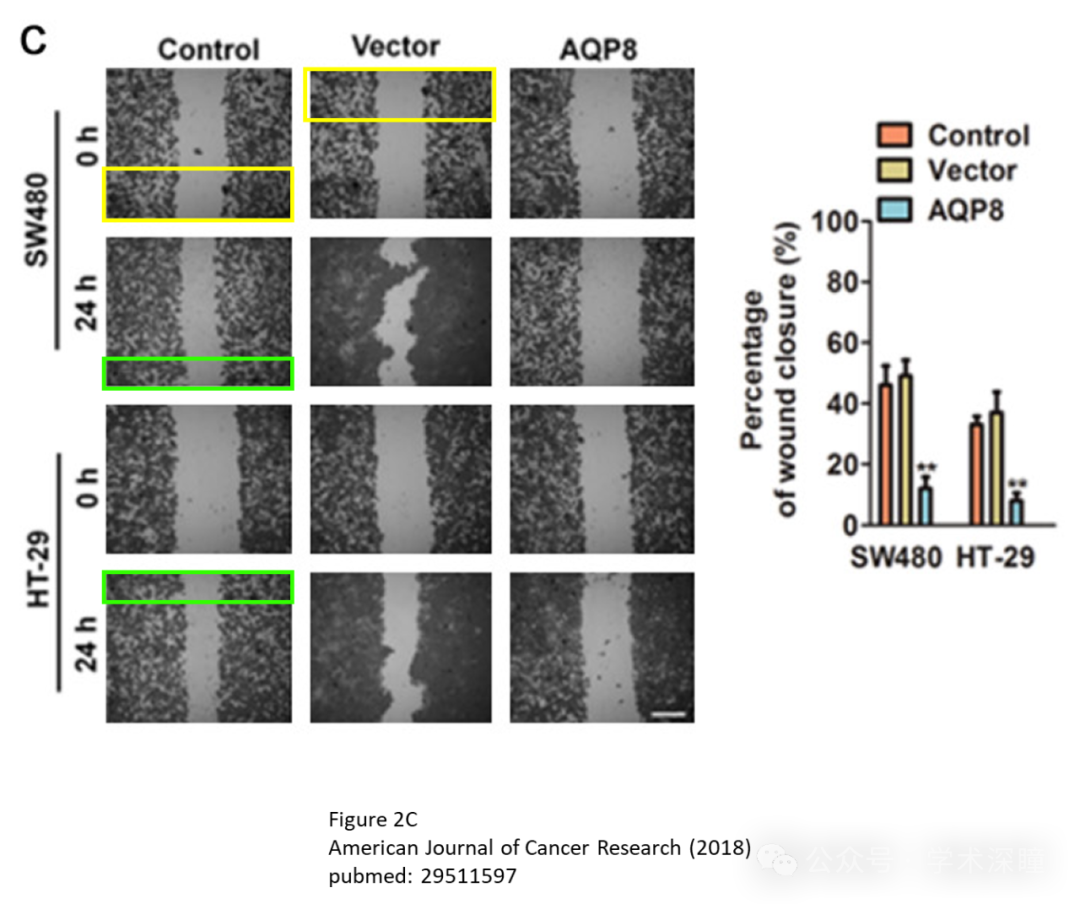 C
Control
Vector
AQP8
SW480
0 h
24 h
HT-29
0 h
24 h
Control
Vector
AQP8
Percentage
of wound closure (%)
100
80
60
40
20
0
**
**
SW480 HT-29
Figure 2C
American Journal of Cancer Research (2018)
pubmed: 29511597
公众号 学术深瞳